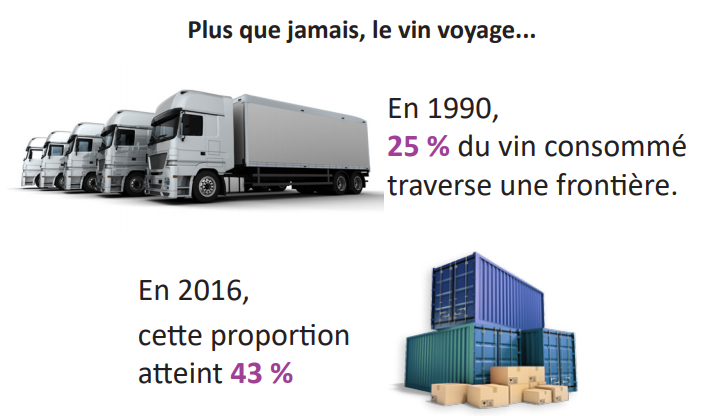 Plus que jamais, le vin voyage...
En 1990,
25 % du vin consommé
traverse une frontière.
En 2016,
cette proportion
atteint 43 %